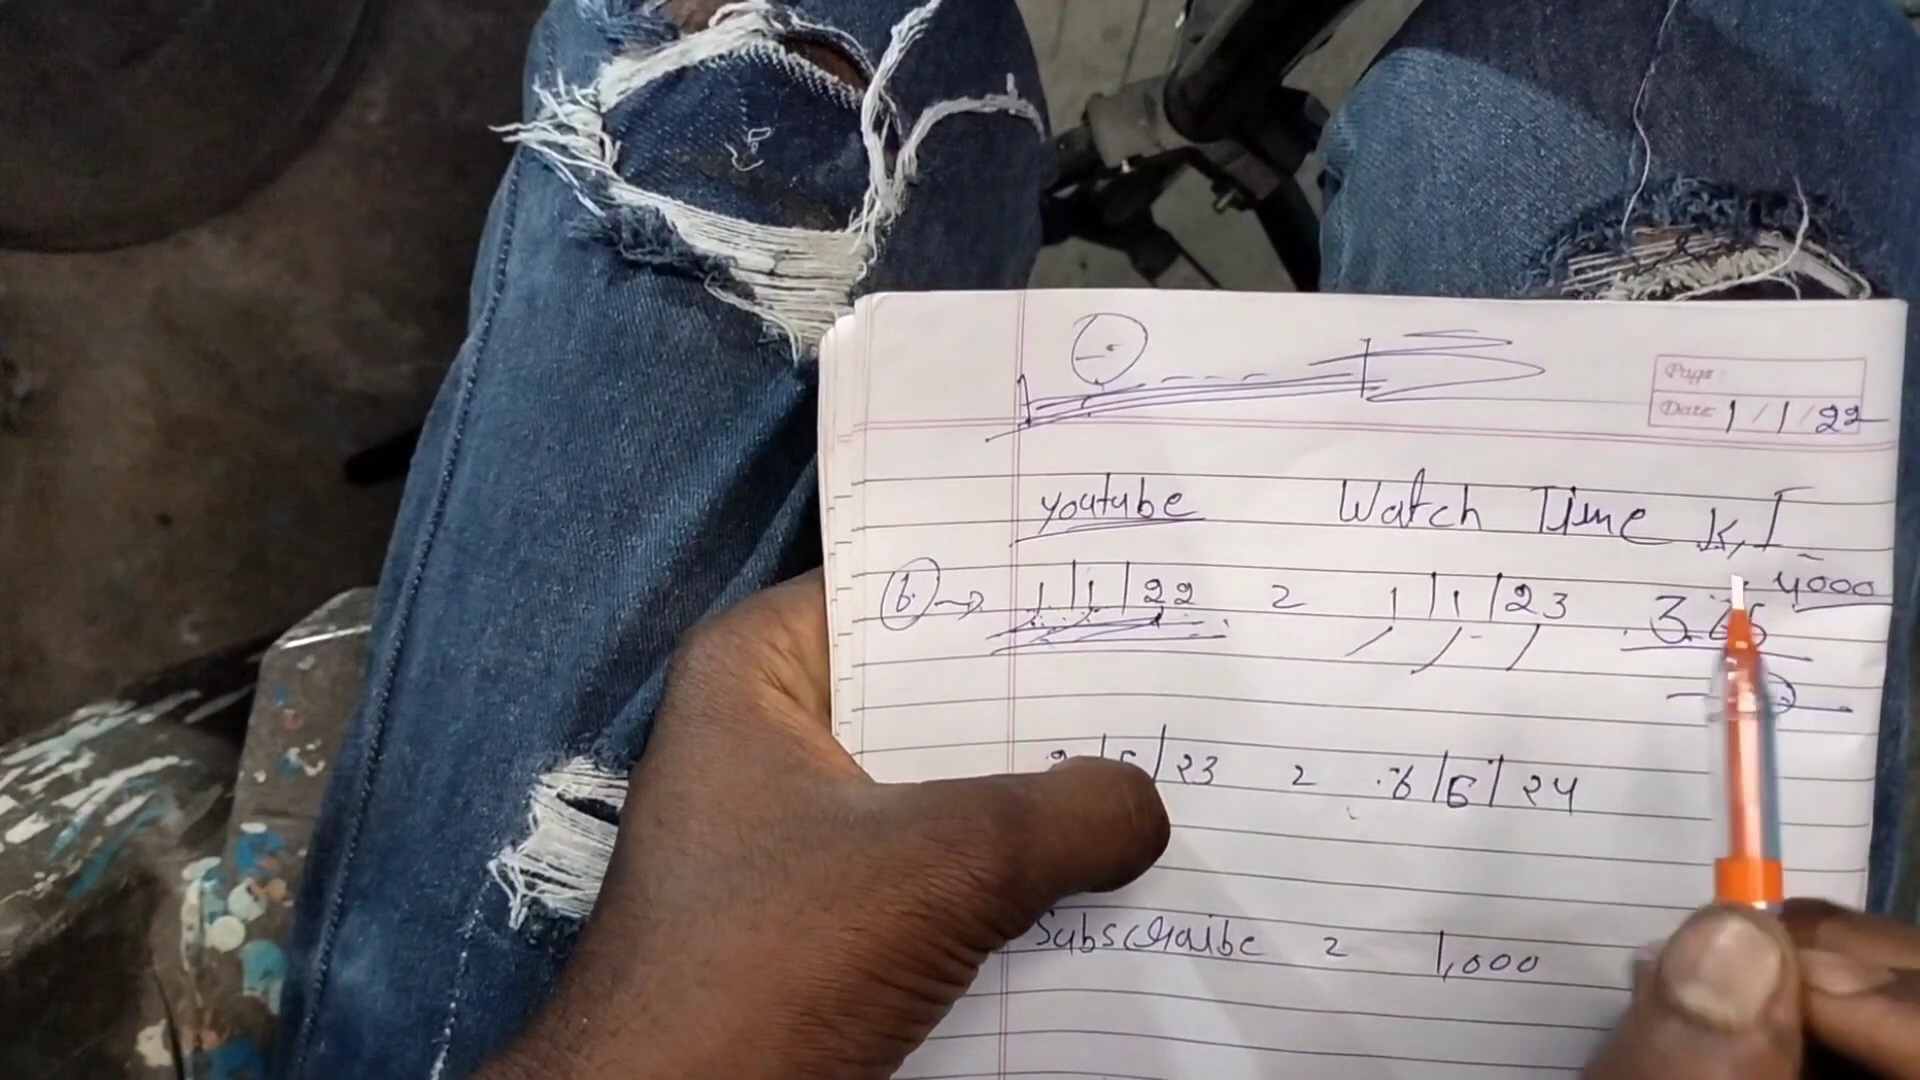 Page
Date 1/1/22
youtube Watch Time K,I
b → 1/1/22 2 1/1/23 4000
/23 2 6/6/24
Subscraibe 2 1,000